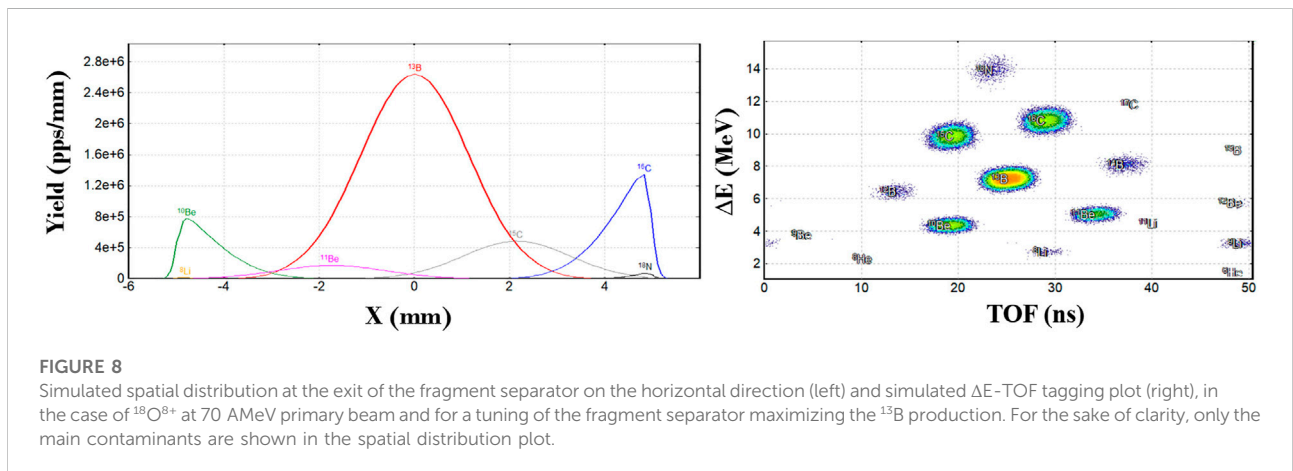 Yield (pps/mm)
2.8e+6
2.4e+6
¹³B
1.6e+6
1.2e+6
8e+5
4e+5
0
¹⁰Be
¹¹Be
⁹Li
-6 -4 -2 0 2 4
X (mm)
ΔE (MeV)
14
12
10
8
6
4
2
0 10 20 30 40 50
TOF (ns)
FIGURE 8
Simulated spatial distribution at the exit of the fragment separator on the horizontal direction (left) and simulated ΔE-TOF tagging plot (right), in
the case of ¹⁸O⁸⁺ at 70 AMeV primary beam and for a tuning of the fragment separator maximizing the ¹³B production. For the sake of clarity, only the
main contaminants are shown in the spatial distribution plot.